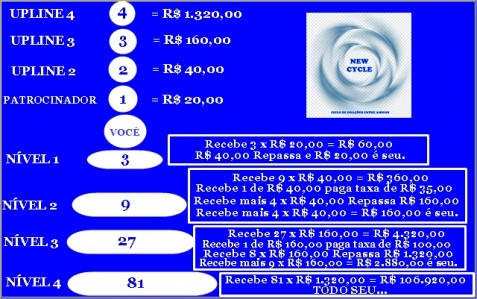 UPLINE 4 4 = R$ 1.320,00
UPLINE 3 3 = R$ 160,00
UPLINE 2 2 = R$ 40,00
PATROCINADOR 1 = R$ 20,00
NEW
CYCLE
CICLO DE DOAÇÕES ENTRE AMIGOS
VOCÊ
NÍVEL 1 3
Recebe 3 x R$ 20,00 = R$ 60,00
R$ 40,00 Repassa e R$ 20,00 é seu.
NÍVEL 2 9
Recebe 9 x R$ 40,00 = R$ 360,00
Recebe 1 de R$ 40,00 paga taxa de R$ 35,00
Recebe mais 4 x R$ 40,00 Repassa R$ 160,00
Recebe mais 4 x R$ 40,00 = R$ 160,00 é seu.
NÍVEL 3 27
Recebe 27 x R$ 160,00 = R$ 4.320,00
Recebe 1 de R$ 160,00 paga taxa de R$ 100,00
Recebe 8 x R$ 160,00 Repassa R$ 1.320,00
Recebe mais 9 x R$ 160,00 = R$ 2.880,00 é seu.
NÍVEL 4 81
Recebe 81 x R$ 1.320,00 = R$ 106.920,00
TODO SEU...